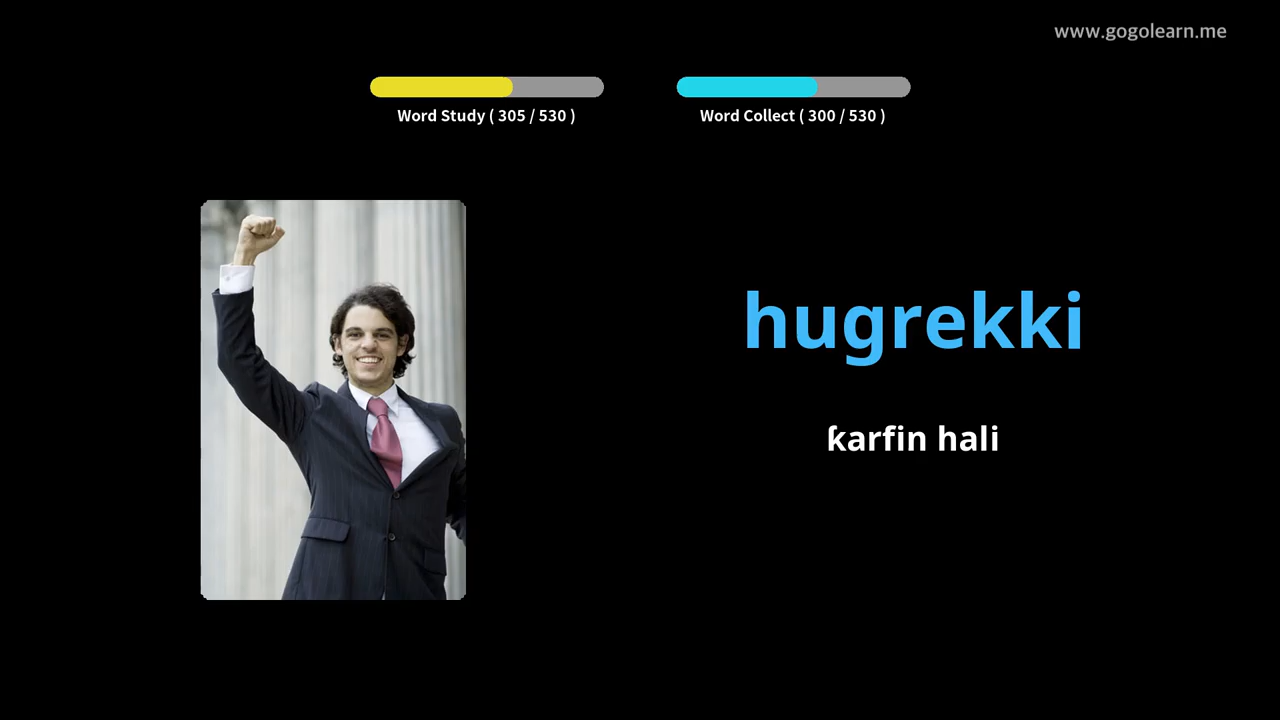 www.gogolearn.me
Word Study ( 305 / 530 )
Word Collect ( 300 / 530 )
hugrekki
ƙarfin hali